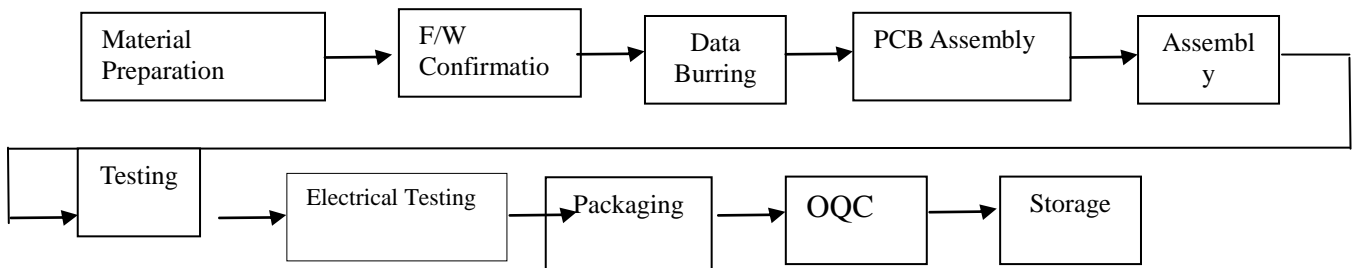 Material
Preparation
F/W
Confirmatio
Data
Burring
PCB Assembly
Assembl
y
Testing
Electrical Testing
Packaging
OQC
Storage